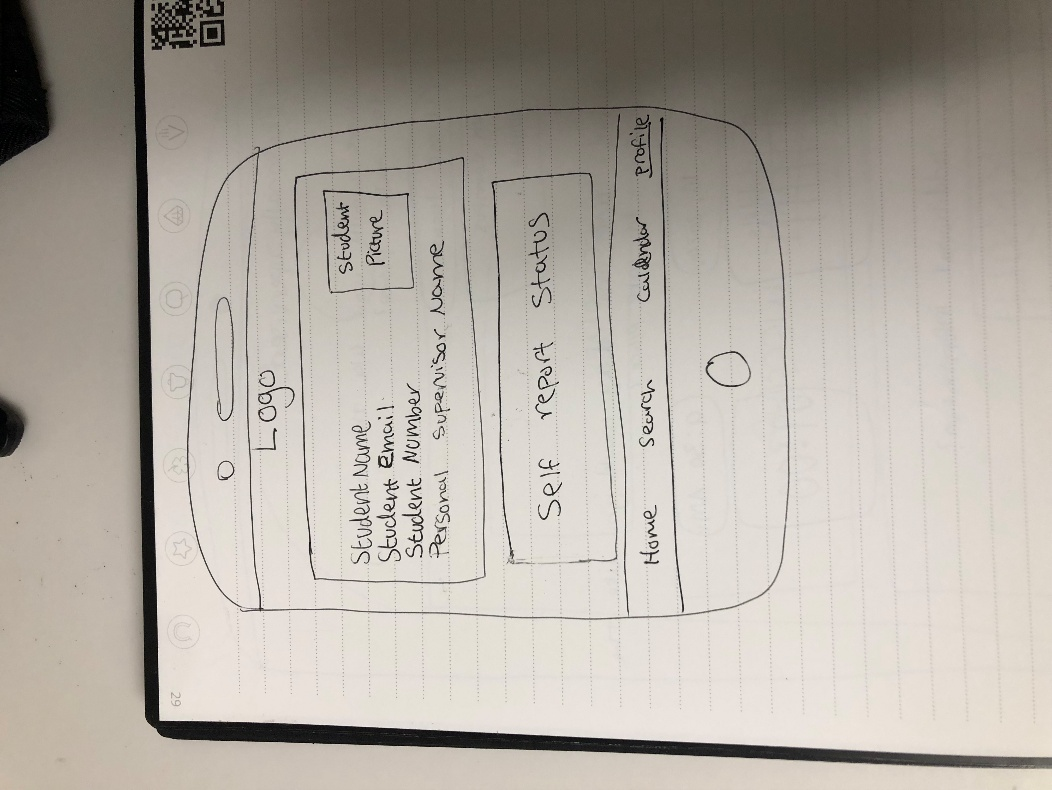 Logo
Student Name
Student Email
Student Number
Personal Supervisor Name
Student
Picture
Self report Status
Home Search Calendar profile
29